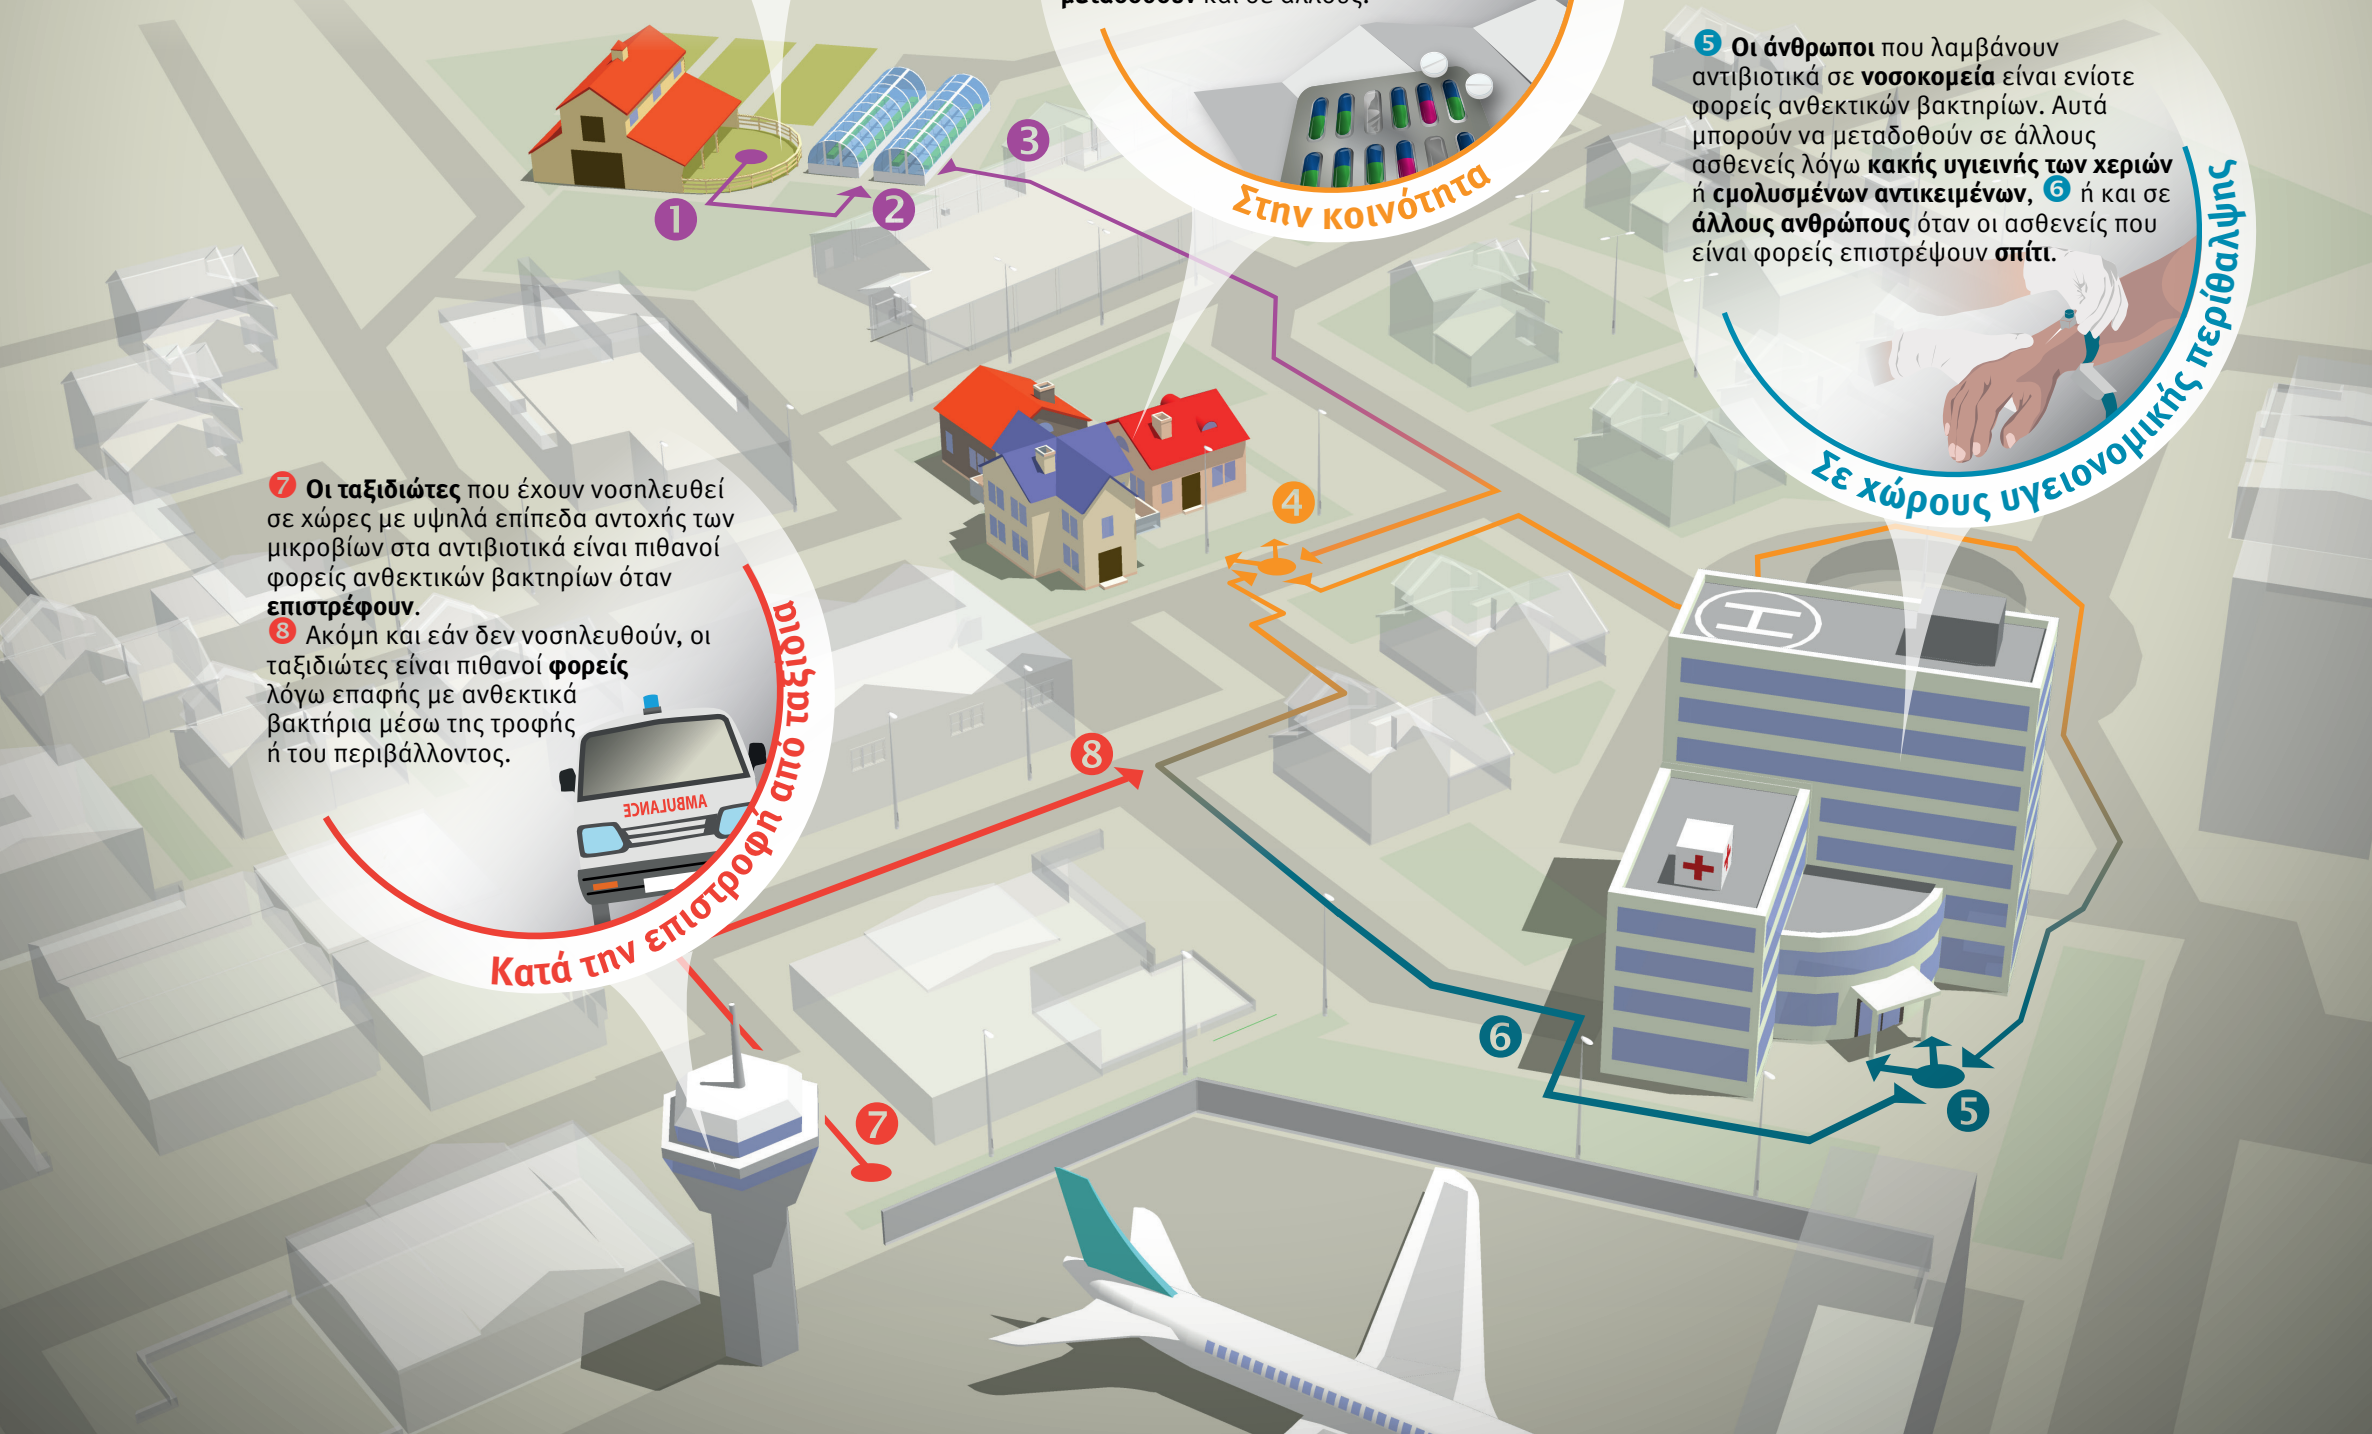 5 Οι άνθρωποι που λαμβάνουν
αντιβιοτικά σε νοσοκομεία είναι ενίοτε
φορείς ανθεκτικών βακτηρίων. Αυτά
μπορούν να μεταδοθούν σε άλλους
ασθενείς λόγω κακής υγιεινής των χεριών
ή cμολυσμένων αντικειμένων, 6 ή και σε
άλλους ανθρώπους όταν οι ασθενείς που
είναι φορείς επιστρέψουν σπίτι.
Σε χώρους υγειονομικής περίθαλψης
και σε άλλους.
Στην κοινότητα
1
2
3
4
7 Οι ταξιδιώτες που έχουν νοσηλευθεί
σε χώρες με υψηλά επίπεδα αντοχής των
μικροβίων στα αντιβιοτικά είναι πιθανοί
φορείς ανθεκτικών βακτηρίων όταν
επιστρέφουν.
8 Ακόμη και εάν δεν νοσηλευθούν, οι
ταξιδιώτες είναι πιθανοί φορείς
λόγω επαφής με ανθεκτικά
βακτήρια μέσω της τροφής
ή του περιβάλλοντος.
AMBULANCE
Κατά την επιστροφή από ταξίδια
8
H
6
5
7